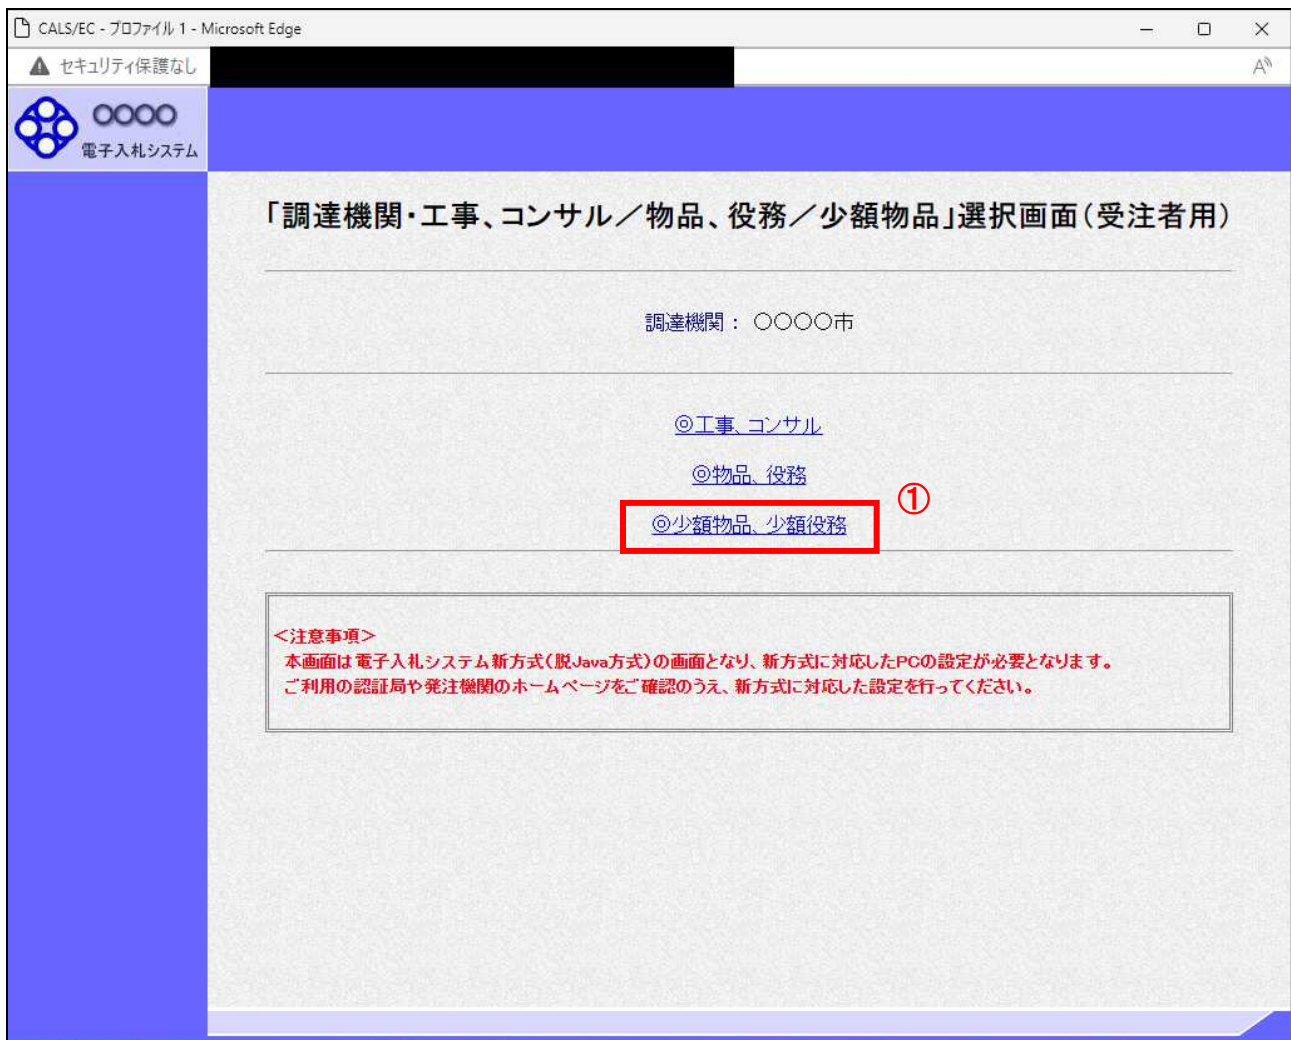 CALS/EC - プロファイル 1 - Microsoft Edge
セキュリティ保護なし
○○○○
電子入札システム
「調達機関・工事、コンサル／物品、役務／少額物品」選択画面（受注者用）
調達機関： ○○○○市
◎工事、コンサル
◎物品、役務
①
◎少額物品、少額役務
＜注意事項＞
本画面は電子入札システム新方式（脱Java方式）の画面となり、新方式に対応したPCの設定が必要となります。
ご利用の認証局や発注機関のホームページをご確認のうえ、新方式に対応した設定を行ってください。